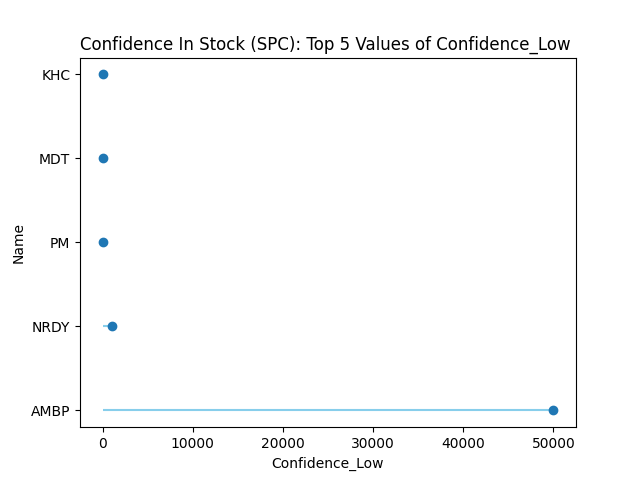 Confidence In Stock (SPC): Top 5 Values of Confidence_Low
KHC
MDT
PM
NRDY
AMBP
Name
0 10000 20000 30000 40000 50000
Confidence_Low